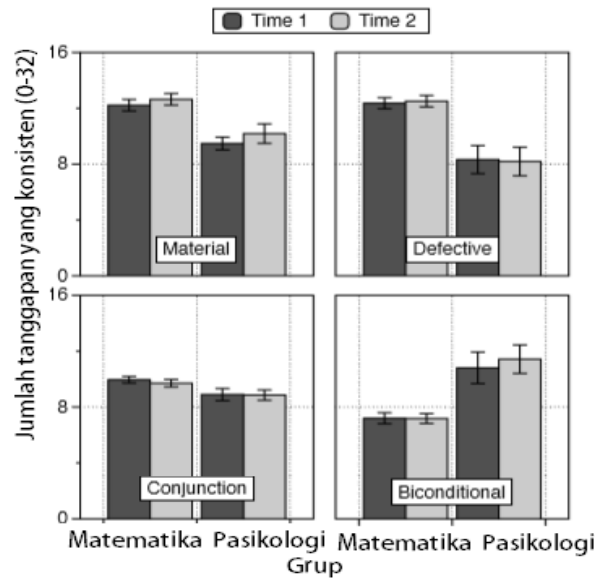 Time 1 Time 2
Jumlah tanggapan yang konsisten (0-32)
16
8
0
Material
Defective
16
8
0
Conjunction
Biconditional
Matematika Pasikologi Matematika Pasikologi
Grup